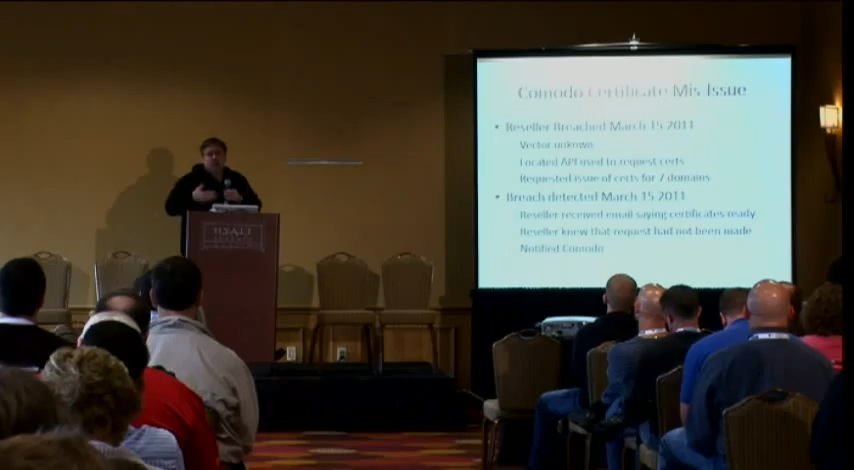 Comodo Certificate Mis-Issue
• Reseller Breached March 15 2011
Vector unkown
Located API used to request certs
Requested issue of certs for 7 domains
• Breach detected March 15 2011
Reseller received email saying certificates ready
Reseller knew that request had not been made
Notified Comodo
HYATT